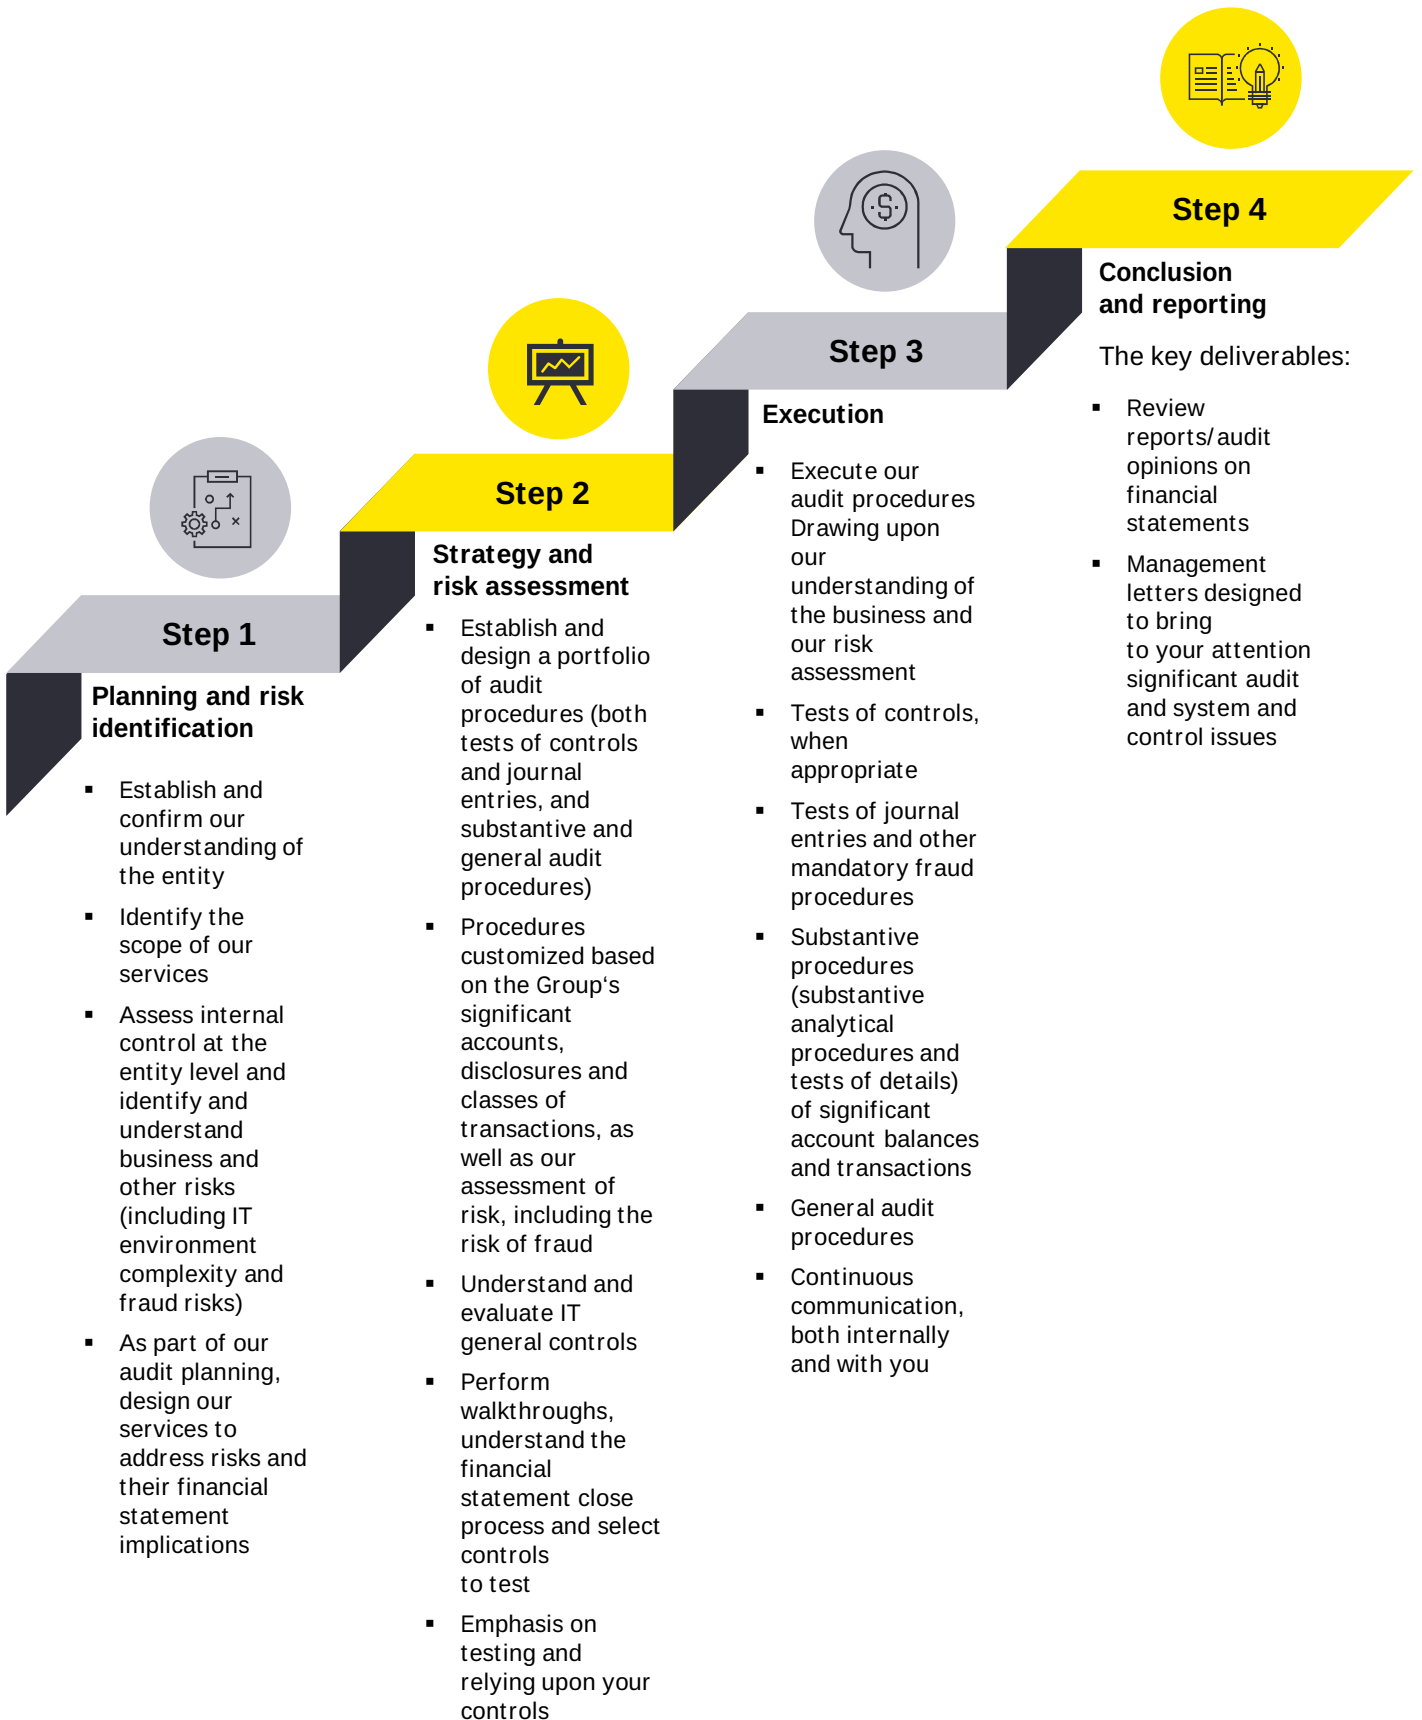 Step 1
Planning and risk
identification
▪ Establish and
confirm our
understanding of
the entity
▪ Identify the
scope of our
services
▪ Assess internal
control at the
entity level and
identify and
understand
business and
other risks
(including IT
environment
complexity and
fraud risks)
▪ As part of our
audit planning,
design our
services to
address risks and
their financial
statement
implications
Step 2
Strategy and
risk assessment
▪ Establish and
design a portfolio
of audit
procedures (both
tests of controls
and journal
entries, and
substantive and
general audit
procedures)
▪ Procedures
customized based
on the Group‘s
significant
accounts,
disclosures and
classes of
transactions, as
well as our
assessment of
risk, including the
risk of fraud
▪ Understand and
evaluate IT
general controls
▪ Perform
walkthroughs,
understand the
financial
statement close
process and select
controls
to test
▪ Emphasis on
testing and
relying upon your
controls
Step 3
Execution
▪ Execute our
audit procedures
Drawing upon
our
understanding of
the business and
our risk
assessment
▪ Tests of controls,
when
appropriate
▪ Tests of journal
entries and other
mandatory fraud
procedures
▪ Substantive
procedures
(substantive
analytical
procedures and
tests of details)
of significant
account balances
and transactions
▪ General audit
procedures
▪ Continuous
communication,
both internally
and with you
Step 4
Conclusion
and reporting
The key deliverables:
▪ Review
reports/audit
opinions on
financial
statements
▪ Management
letters designed
to bring
to your attention
significant audit
and system and
control issues